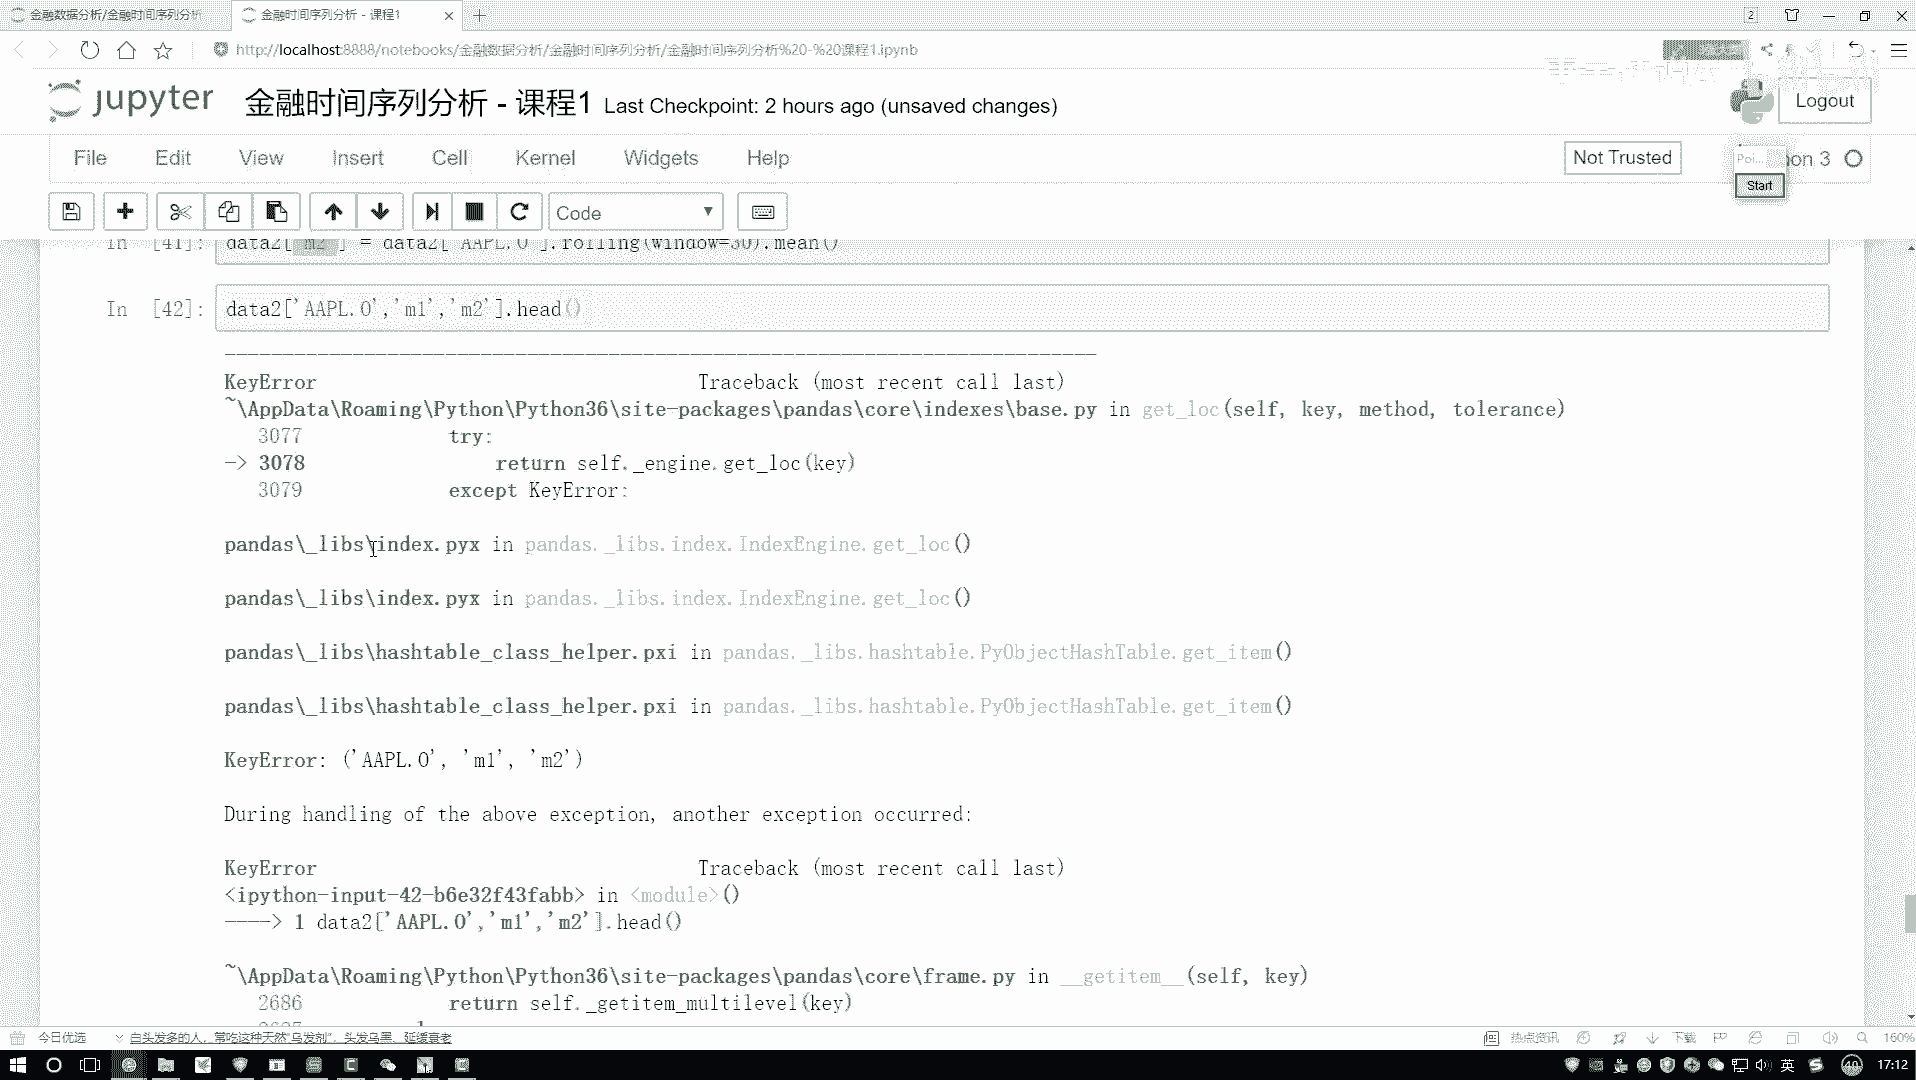 金融数据分析/金融时间序列分析
金融时间序列分析 - 课程1
2
http://localhost:8888/notebooks/金融数据分析/金融时间序列分析/金融时间序列分析%20-%20课程1.ipynb
jupyter 金融时间序列分析 - 课程1 Last Checkpoint: 2 hours ago (unsaved changes)
Logout
File Edit View Insert Cell Kernel Widgets Help
Not Trusted
Poi...
on 3
Start
Code
In [41]: data2['m2'] = data2['AAPL.O'].rolling(window=30).mean()
In [42]: data2['AAPL.O','m1','m2'].head()
---------------------------------------------------------------------------
KeyError Traceback (most recent call last)
~\AppData\Roaming\Python\Python36\site-packages\pandas\core\indexes\base.py in get_loc(self, key, method, tolerance)
3077 try:
-> 3078 return self._engine.get_loc(key)
3079 except KeyError:
pandas\_libs\index.pyx in pandas._libs.index.IndexEngine.get_loc()
pandas\_libs\index.pyx in pandas._libs.index.IndexEngine.get_loc()
pandas\_libs\hashtable_class_helper.pxi in pandas._libs.hashtable.PyObjectHashTable.get_item()
pandas\_libs\hashtable_class_helper.pxi in pandas._libs.hashtable.PyObjectHashTable.get_item()
KeyError: ('AAPL.O', 'm1', 'm2')
During handling of the above exception, another exception occurred:
KeyError Traceback (most recent call last)
<ipython-input-42-b6e32f43fabb> in <module>()
----> 1 data2['AAPL.O','m1','m2'].head()
~\AppData\Roaming\Python\Python36\site-packages\pandas\core\frame.py in __getitem__(self, key)
2686 return self._getitem_multilevel(key)
今日优选
白头发多的人，常吃这种天然"乌发剂"，头发乌黑、延缓衰老
热点资讯
下载
160%
英
40
17:12